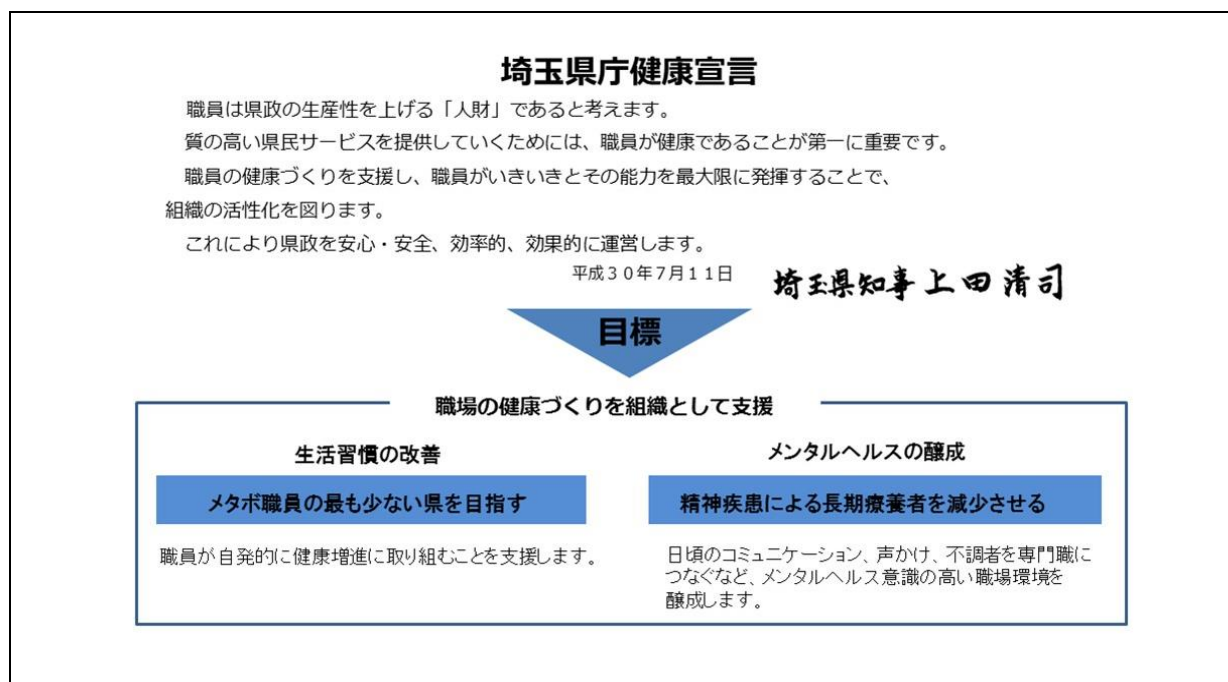 埼玉県庁健康宣言
職員は県政の生産性を上げる「人財」であると考えます。
質の高い県民サービスを提供していくためには、職員が健康であることが第一に重要です。
職員の健康づくりを支援し、職員がいきいきとその能力を最大限に発揮することで、
組織の活性化を図ります。
これにより県政を安心・安全、効率的、効果的に運営します。
平成30年7月11日
埼玉県知事 上田清司
目標
職場の健康づくりを組織として支援
生活習慣の改善
メタボ職員の最も少ない県を目指す
職員が自発的に健康増進に取り組むことを支援します。
メンタルヘルスの醸成
精神疾患による長期療養者を減少させる
日頃のコミュニケーション、声かけ、不調者を専門職に
つなぐなど、メンタルヘルス意識の高い職場環境を
醸成します。